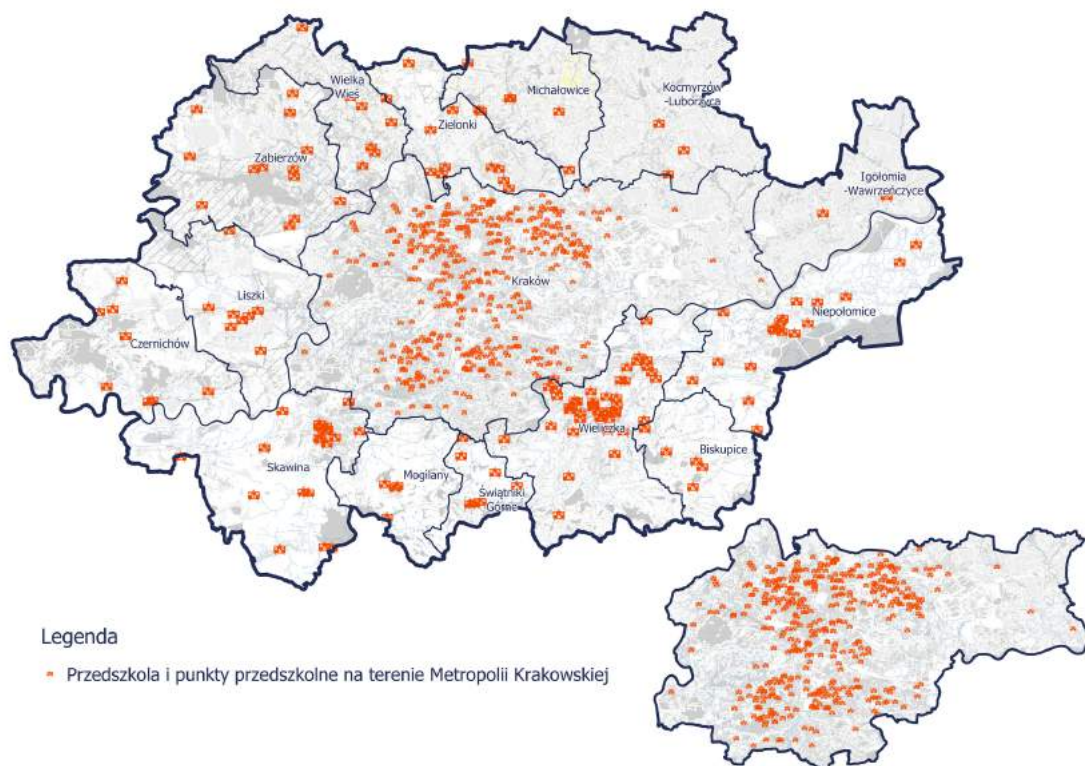 Wielka
Wieś
Michałowice
Kocmyrzów
-Luborzyca
Zielonki
Zabierzów
Igołomia
-Wawrzeńczyce
Kraków
Liszki
Niepołomice
Czernichów
Wieliczka
Biskupice
Skawina
Mogilany
Świątniki
Górne
Legenda
Przedszkola i punkty przedszkolne na terenie Metropolii Krakowskiej